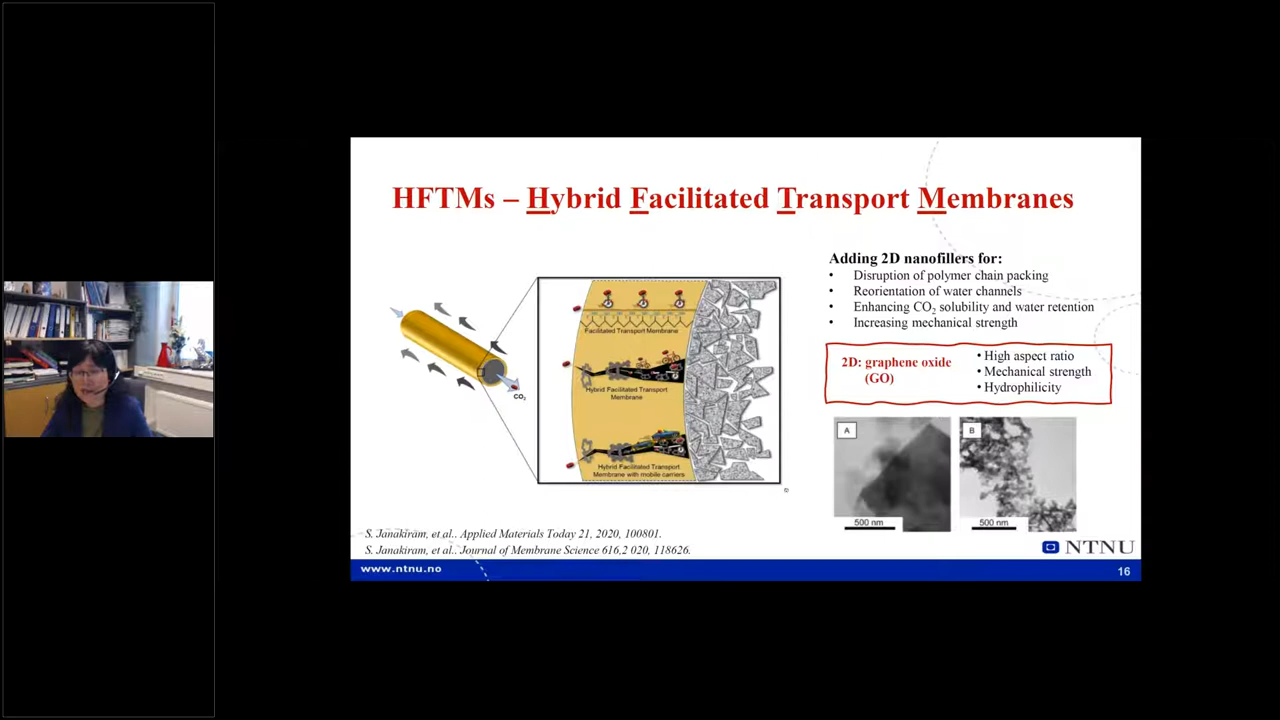 HFTMs – Hybrid Facilitated Transport Membranes
Adding 2D nanofillers for:
• Disruption of polymer chain packing
• Reorientation of water channels
• Enhancing CO2 solubility and water retention
• Increasing mechanical strength
2D: graphene oxide
(GO)
• High aspect ratio
• Mechanical strength
• Hydrophilicity
CO2
Facilitated Transport Membrane
Hybrid Facilitated Transport
Membrane
Hybrid Facilitated Transport
Membrane with mobile carriers
A
500 nm
B
500 nm
S. Janakiram, et al.. Applied Materials Today 21, 2020, 100801.
S. Janakiram, et al.. Journal of Membrane Science 616,2 020, 118626.
NTNU
www.ntnu.no
16